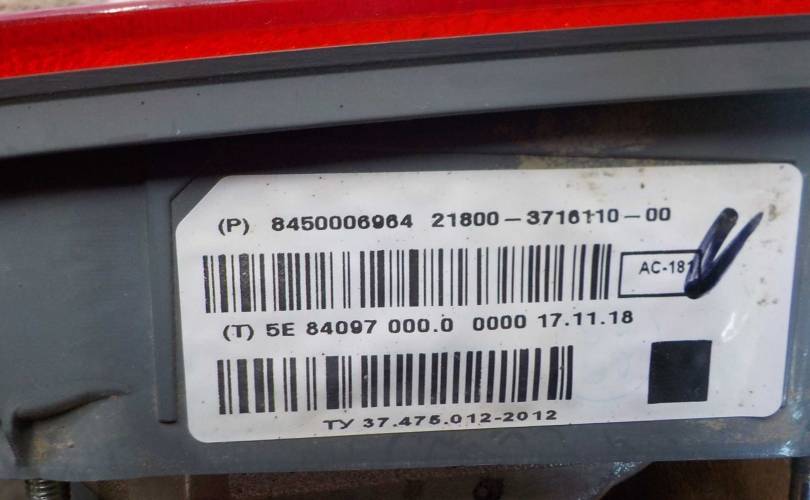 (P) 8450006964 21800-3716110-00
AC-181
(T) 5E 84097 000.0 0000 17.11.18
ТУ 37.475.012-2012